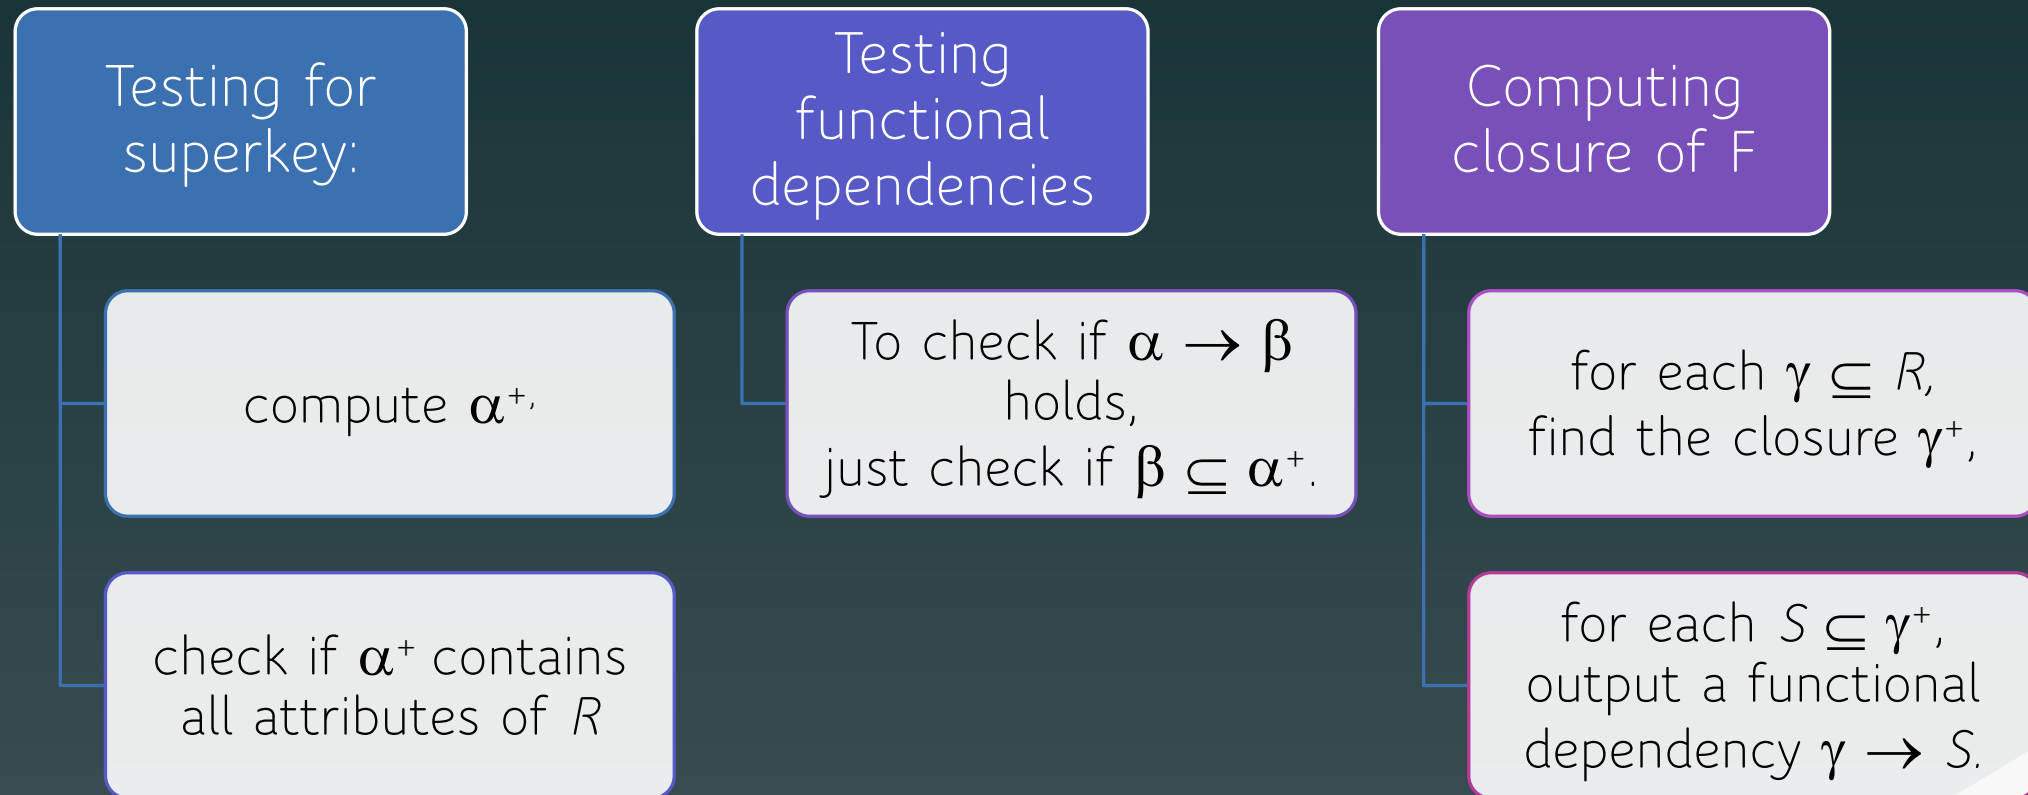 Testing for
superkey:
compute α⁺,
check if α⁺ contains
all attributes of R
Testing
functional
dependencies
To check if α → β
holds,
just check if β ⊆ α⁺.
Computing
closure of F
for each γ ⊆ R,
find the closure γ⁺,
for each S ⊆ γ⁺,
output a functional
dependency γ → S.